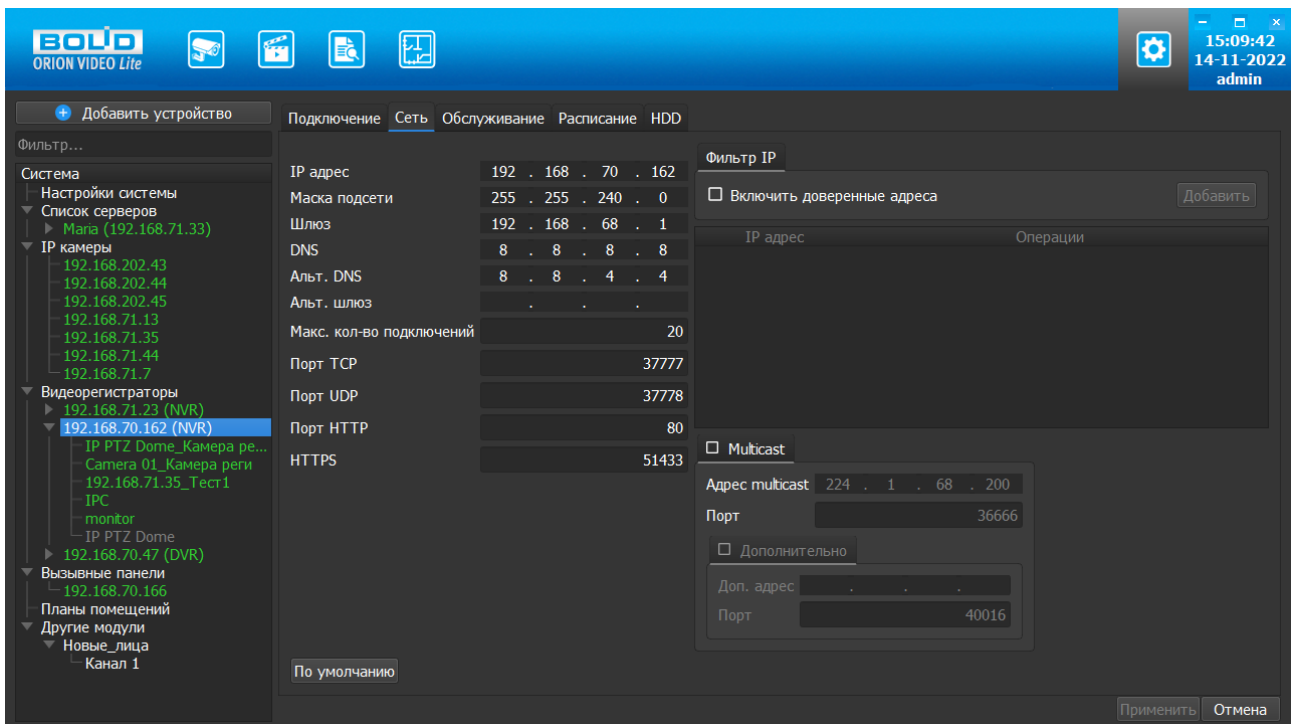 BOLID
ORION VIDEO Lite
15:09:42
14-11-2022
admin
Добавить устройство
Фильтр...
Система
Настройки системы
Список серверов
Maria (192.168.71.33)
IP камеры
192.168.202.43
192.168.202.44
192.168.202.45
192.168.71.13
192.168.71.35
192.168.71.44
192.168.71.7
Видеорегистраторы
192.168.71.23 (NVR)
192.168.70.162 (NVR)
IP PTZ Dome_Камера ре...
Camera 01_Камера реги
192.168.71.35_Тест1
IPC
monitor
IP PTZ Dome
192.168.70.47 (DVR)
Вызывные панели
192.168.70.166
Планы помещений
Другие модули
Новые_лица
Канал 1
Подключение Сеть Обслуживание Расписание HDD
IP адрес 192 . 168 . 70 . 162
Маска подсети 255 . 255 . 240 . 0
Шлюз 192 . 168 . 68 . 1
DNS 8 . 8 . 8 . 8
Альт. DNS 8 . 8 . 4 . 4
Альт. шлюз . . .
Макс. кол-во подключений 20
Порт TCP 37777
Порт UDP 37778
Порт HTTP 80
HTTPS 51433
По умолчанию
Фильтр IP
Включить доверенные адреса Добавить
IP адрес Операции
Multicast
Адрес multicast 224 . 1 . 68 . 200
Порт 36666
Дополнительно
Доп. адрес . . .
Порт 40016
Применить Отмена